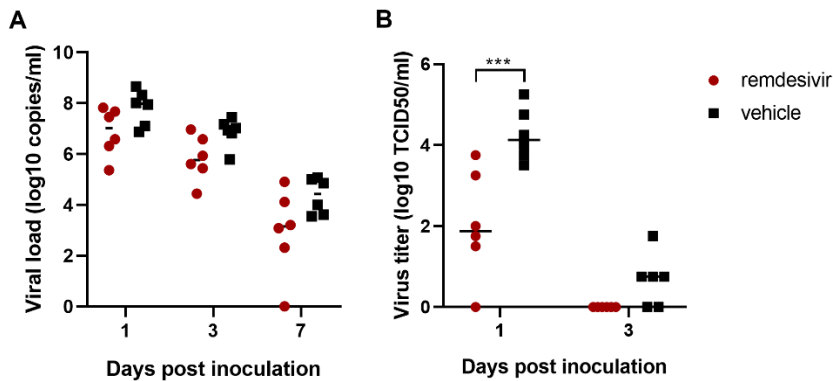 A
Viral load (log10 copies/ml)
10
8
6
4
2
0
1 3 7
Days post inoculation
B
Virus titer (log10 TCID50/ml)
6
4
2
0
***
1 3
Days post inoculation
remdesivir
vehicle